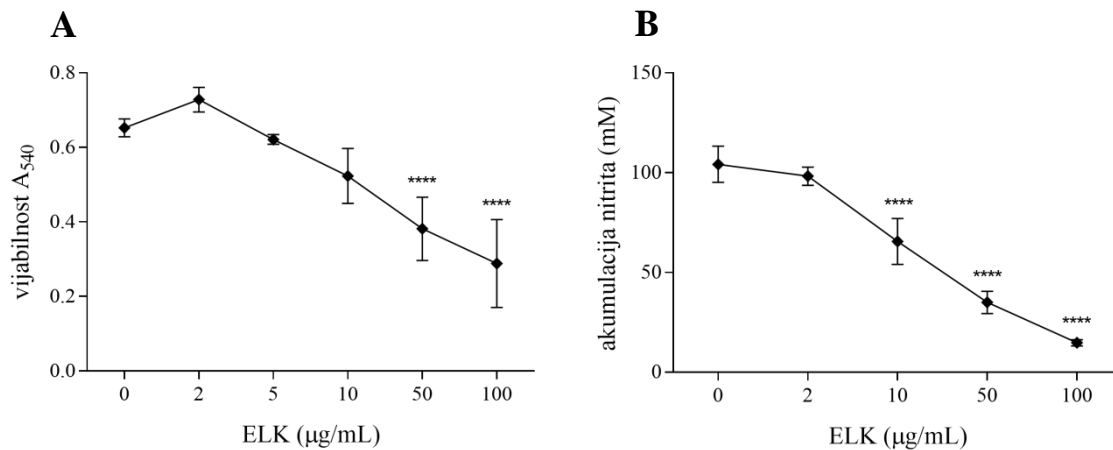 A
vijabilnost A540
0.8
0.6
0.4
0.2
0.0
****
****
0 2 5 10 50 100
ELK (μg/mL)
B
akumulacija nitrita (mM)
150
100
50
0
****
****
****
0 2 10 50 100
ELK (μg/mL)